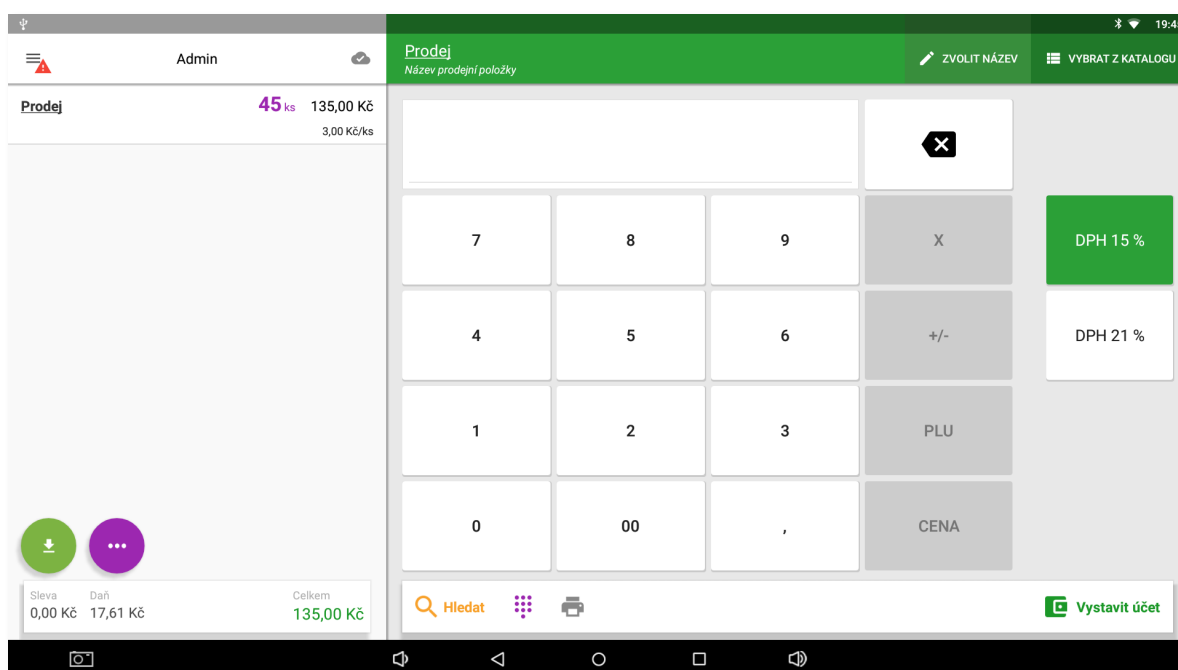 19:4
Admin
Prodej
45 ks 135,00 Kč
3,00 Kč/ks
Sleva Daň Celkem
0,00 Kč 17,61 Kč 135,00 Kč
Prodej
Název prodejní položky
ZVOLIT NÁZEV
VYBRAT Z KATALOGU
7 8 9 X DPH 15 %
4 5 6 +/- DPH 21 %
1 2 3 PLU
0 00 , CENA
Hledat
Vystavit účet